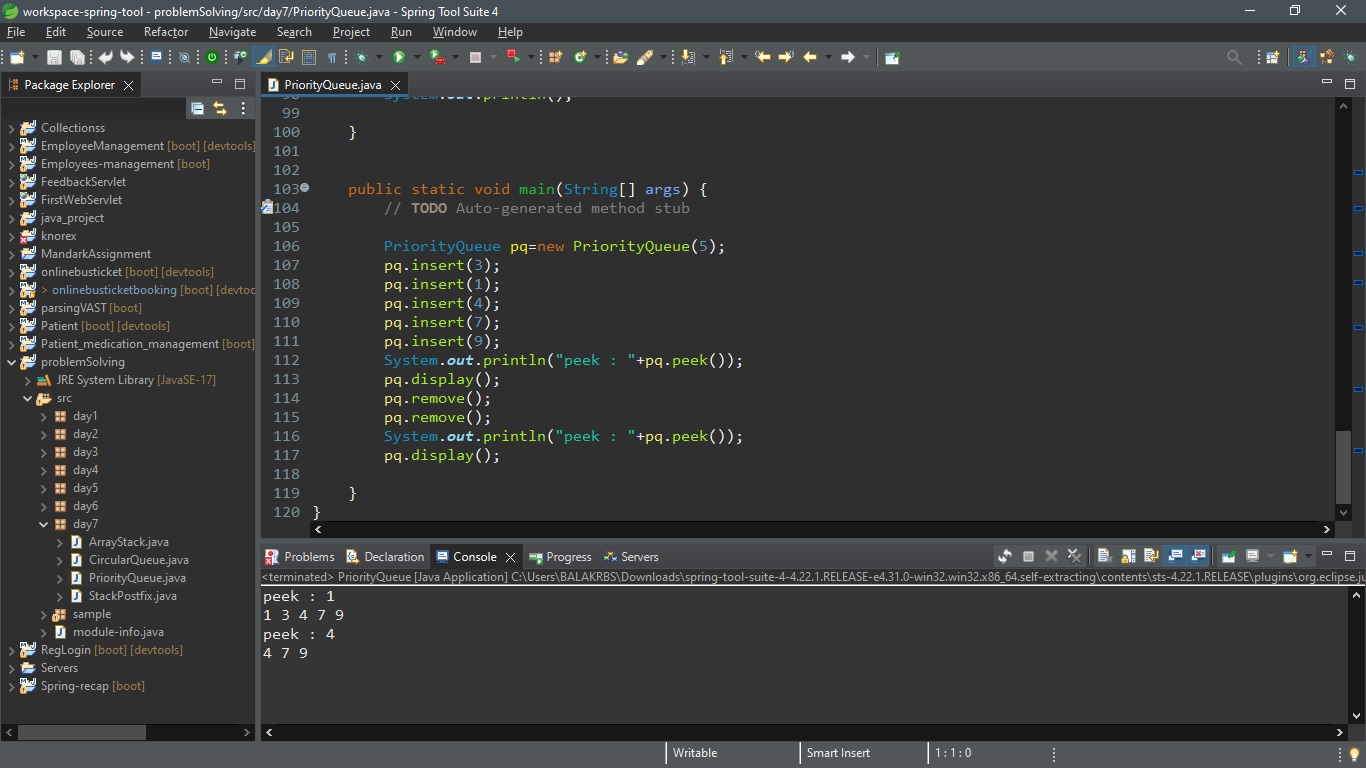 workspace-spring-tool - problemSolving/src/day7/PriorityQueue.java - Spring Tool Suite 4
File Edit Source Refactor Navigate Search Project Run Window Help
Package Explorer
Collectionss
EmployeeManagement [boot] [devtools]
Employees-management [boot]
FeedbackServlet
FirstWebServlet
java_project
knorex
MandarkAssignment
onlinebusticket [boot] [devtools]
> onlinebusticketbooking [boot] [devtoo
parsingVAST [boot]
Patient [boot] [devtools]
Patient_medication_management [boot]
problemSolving
JRE System Library [JavaSE-17]
src
day1
day2
day3
day4
day5
day6
day7
ArrayStack.java
CircularQueue.java
PriorityQueue.java
StackPostfix.java
sample
module-info.java
RegLogin [boot] [devtools]
Servers
Spring-recap [boot]
PriorityQueue.java
98 System.out.println();
99
100 }
101
102
103 public static void main(String[] args) {
104 // TODO Auto-generated method stub
105
106 PriorityQueue pq=new PriorityQueue(5);
107 pq.insert(3);
108 pq.insert(1);
109 pq.insert(4);
110 pq.insert(7);
111 pq.insert(9);
112 System.out.println("peek : "+pq.peek());
113 pq.display();
114 pq.remove();
115 pq.remove();
116 System.out.println("peek : "+pq.peek());
117 pq.display();
118
119 }
120 }
Problems Declaration Console Progress Servers
<terminated> PriorityQueue [Java Application] C:\Users\BALAKRBS\Downloads\spring-tool-suite-4-4.22.1.RELEASE-e4.31.0-win32.win32.x86_64.self-extracting\contents\sts-4.22.1.RELEASE\plugins\org.eclipse.ju
peek : 1
1 3 4 7 9
peek : 4
4 7 9
Writable Smart Insert 1 : 1 : 0